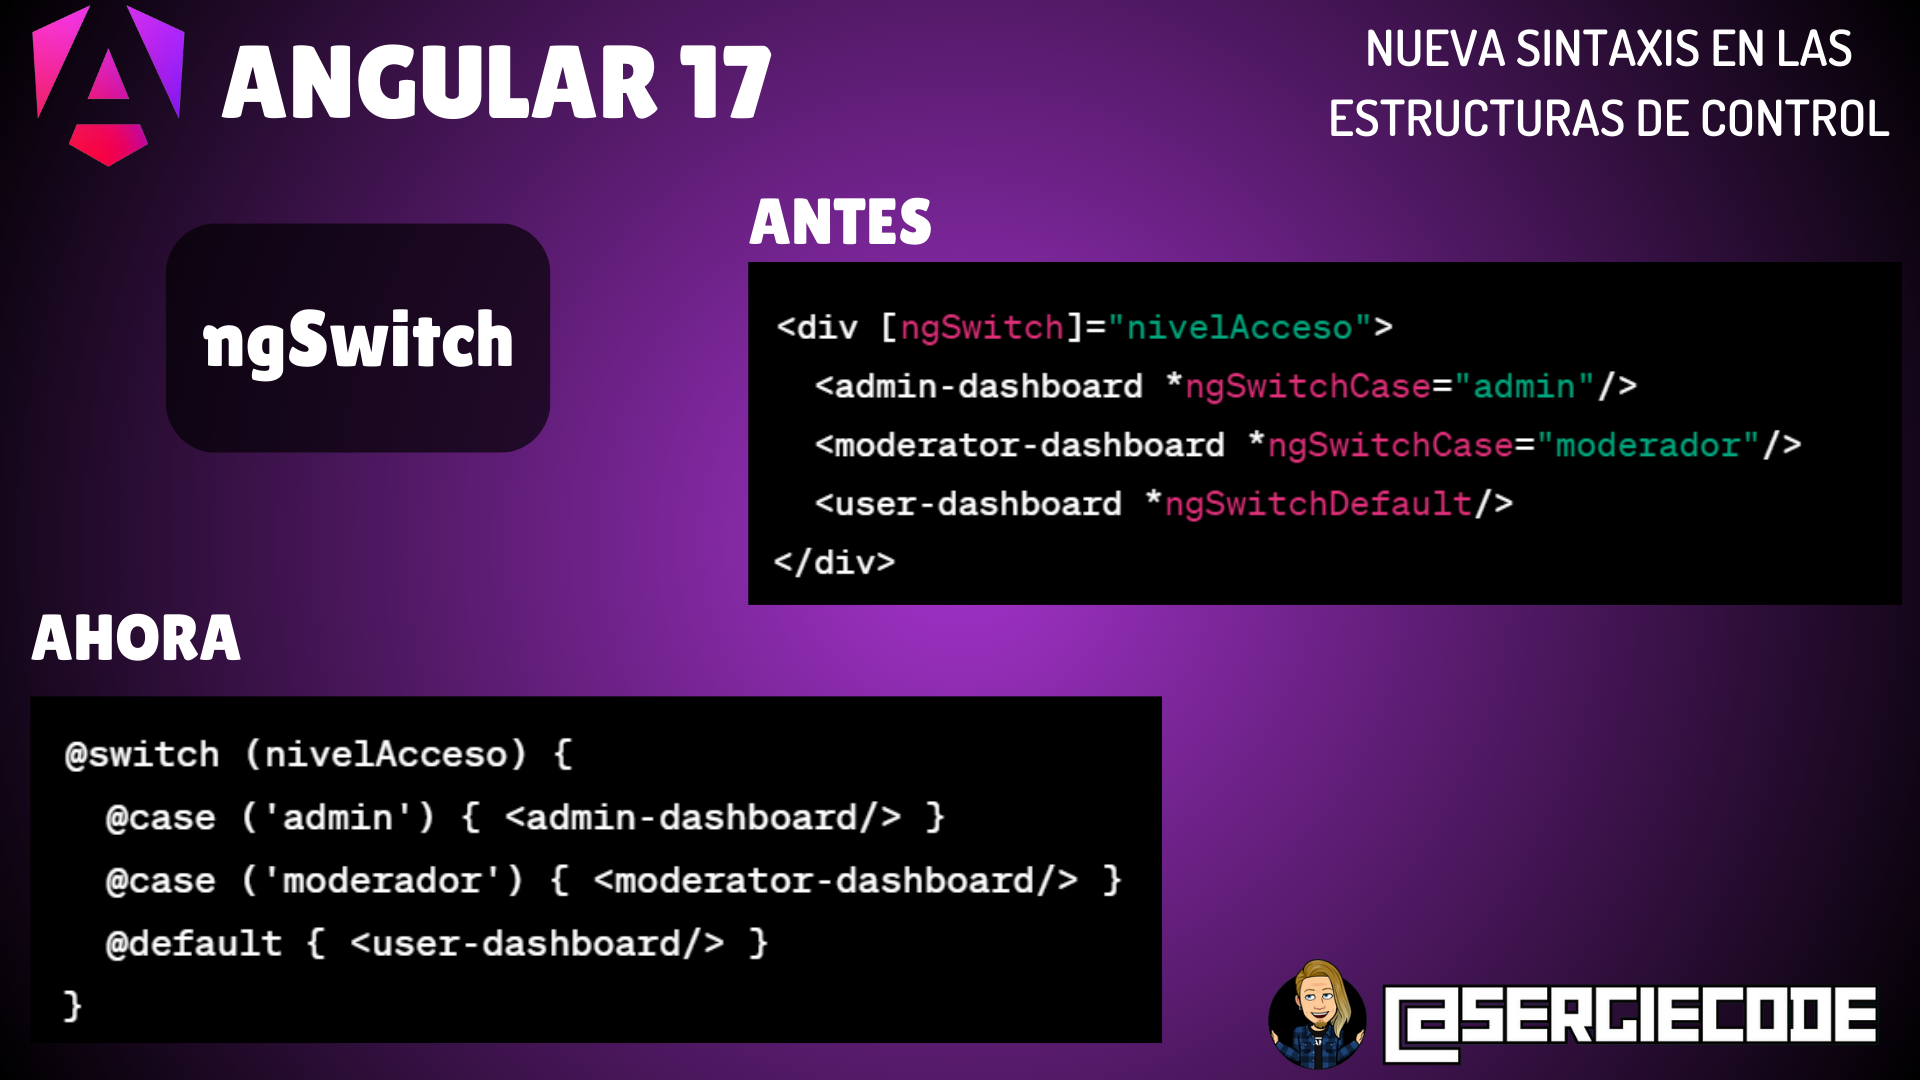 ANGULAR 17
NUEVA SINTAXIS EN LAS
ESTRUCTURAS DE CONTROL
ngSwitch
ANTES
<div [ngSwitch]="nivelAcceso">
<admin-dashboard *ngSwitchCase="admin"/>
<moderator-dashboard *ngSwitchCase="moderador"/>
<user-dashboard *ngSwitchDefault/>
</div>
AHORA
@switch (nivelAcceso) {
@case ('admin') { <admin-dashboard/> }
@case ('moderador') { <moderator-dashboard/> }
@default { <user-dashboard/> }
}
@SERGIECODE